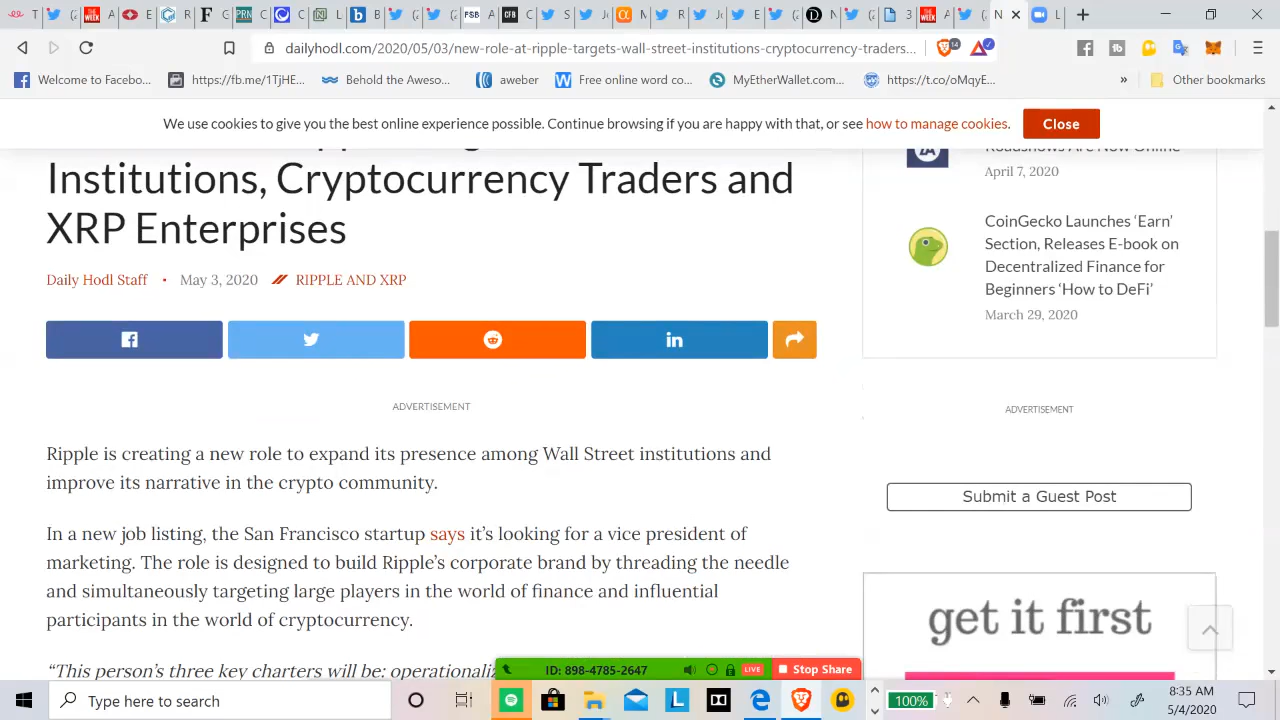 dailyhodl.com/2020/05/03/new-role-at-ripple-targets-wall-street-institutions-cryptocurrency-traders...
14
Welcome to Facebo...
https://fb.me/1TjHE...
Behold the Aweso...
aweber
Free online word co...
MyEtherWallet.com...
https://t.co/oMqyE...
»
Other bookmarks
We use cookies to give you the best online experience possible. Continue browsing if you are happy with that, or see how to manage cookies.
Close
Institutions, Cryptocurrency Traders and
XRP Enterprises
Daily Hodl Staff • May 3, 2020 RIPPLE AND XRP
ADVERTISEMENT
Ripple is creating a new role to expand its presence among Wall Street institutions and
improve its narrative in the crypto community.
In a new job listing, the San Francisco startup says it’s looking for a vice president of
marketing. The role is designed to build Ripple’s corporate brand by threading the needle
and simultaneously targeting large players in the world of finance and influential
participants in the world of cryptocurrency.
“This person’s three key charters will be: operationaliz
Roadshows Are Now Online
April 7, 2020
CoinGecko Launches ‘Earn’
Section, Releases E-book on
Decentralized Finance for
Beginners ‘How to DeFi’
March 29, 2020
ADVERTISEMENT
Submit a Guest Post
get it first
ID: 898-4785-2647
LIVE
Stop Share
Type here to search
100%
8:35 AM
5/4/2020